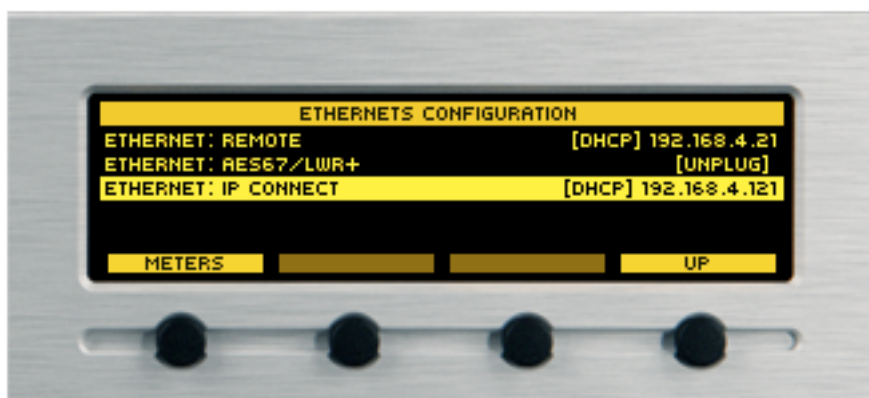 ETHERNETS CONFIGURATION
ETHERNET: REMOTE [DHCP] 192.168.4.21
ETHERNET: AES67/LWR+ [UNPLUG]
ETHERNET: IP CONNECT [DHCP] 192.168.4.121
METERS UP